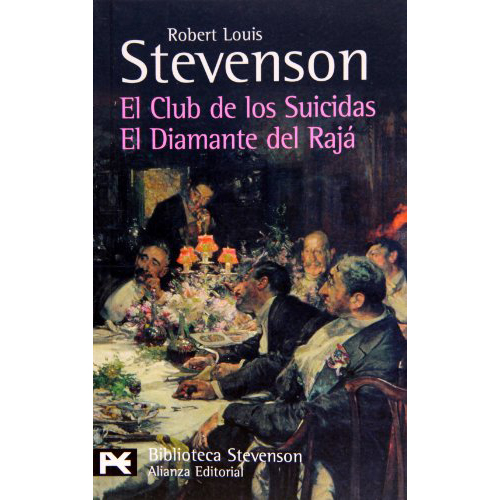 Robert Louis
Stevenson
El Club de los Suicidas
El Diamante del Rajá
Biblioteca Stevenson
Alianza Editorial